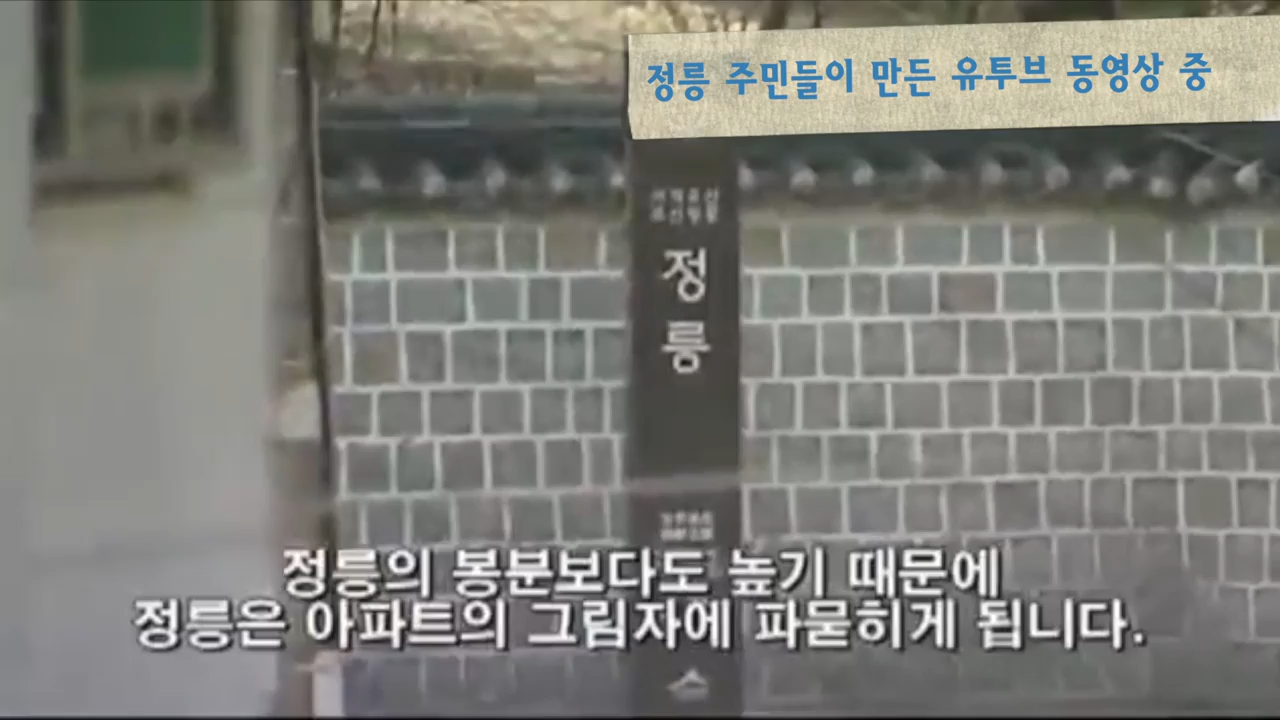 정릉 주민들이 만든 유투브 동영상 중
정
릉
정릉의 봉분보다도 높기 때문에
정릉은 아파트의 그림자에 파묻히게 됩니다.